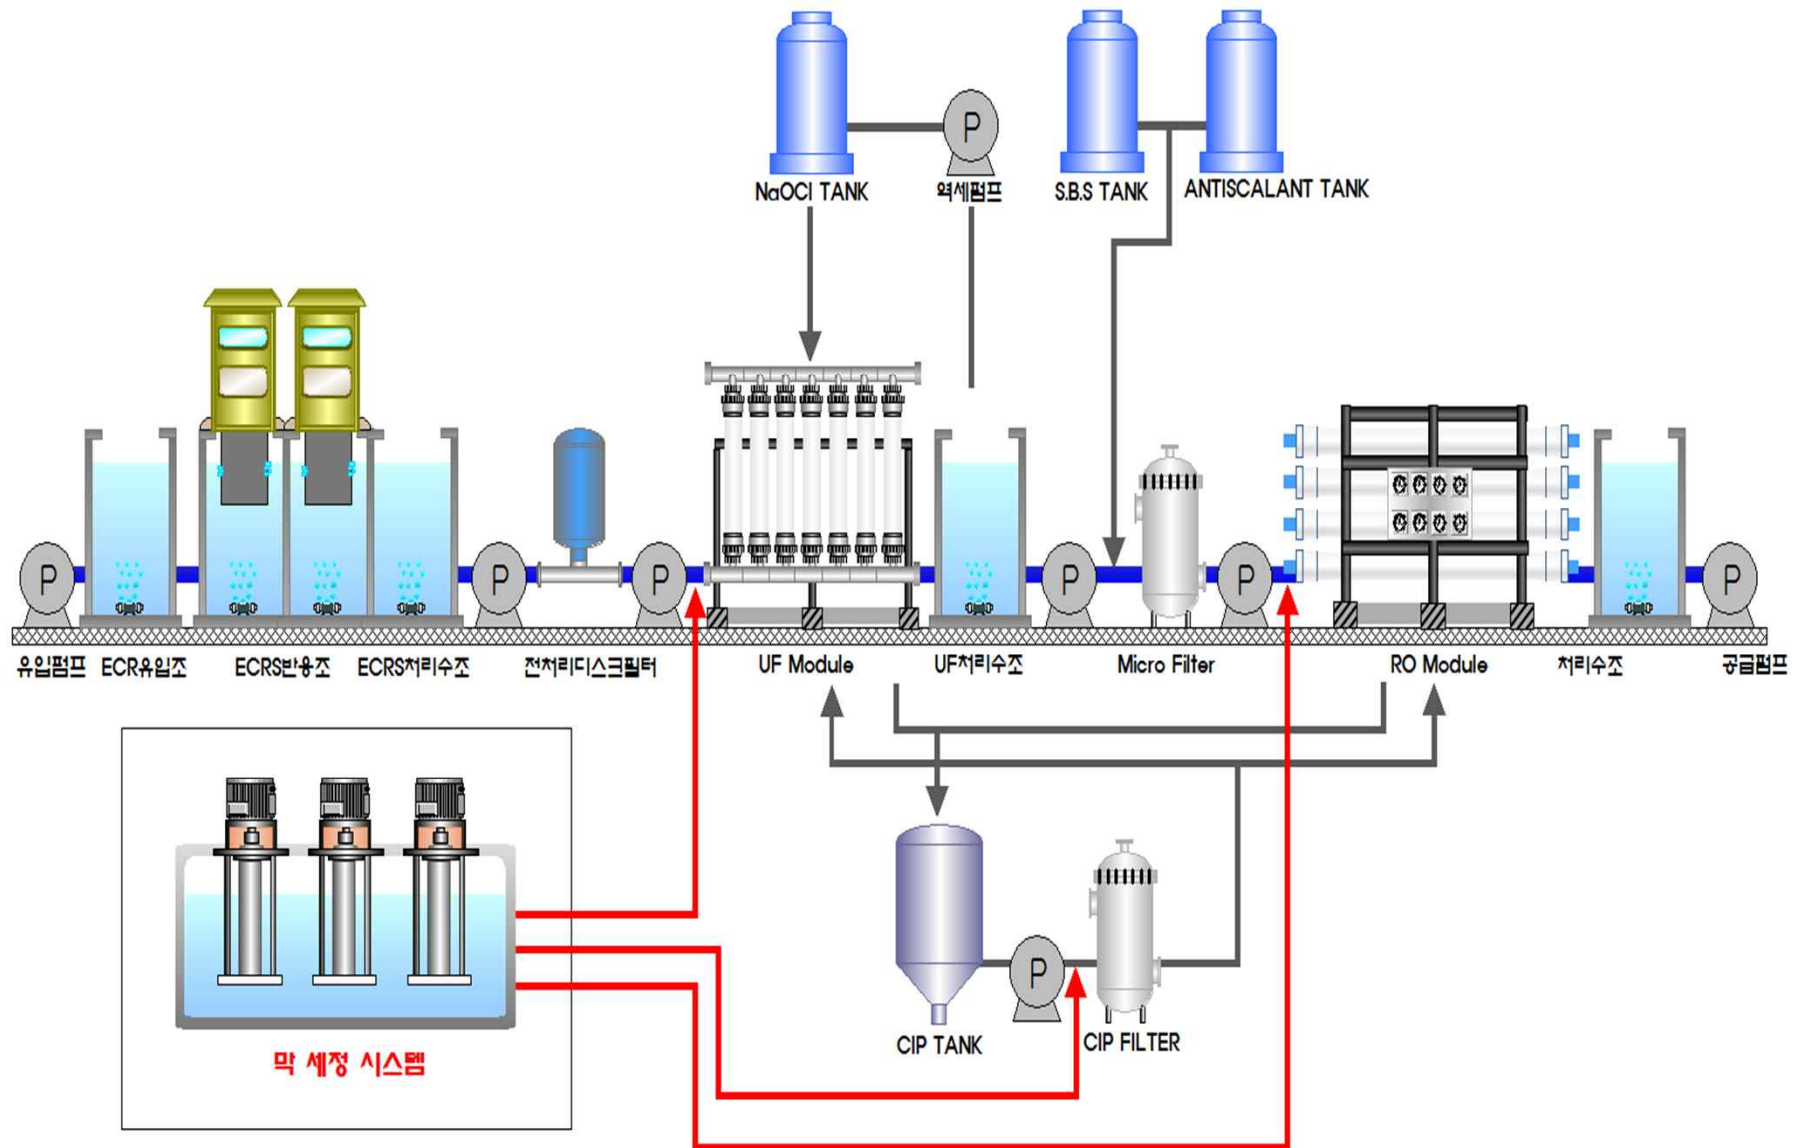 P
NaOCl TANK
역세펌프
S.B.S TANK
ANTISCALANT TANK
P
P
P
P
P
P
유입펌프
ECR유입조
ECRS반용조
ECRS처리수조
전처리디스크필터
UF Module
UF처리수조
Micro Filter
RO Module
처리수조
공급펌프
P
CIP TANK
CIP FILTER
막 세정 시스템